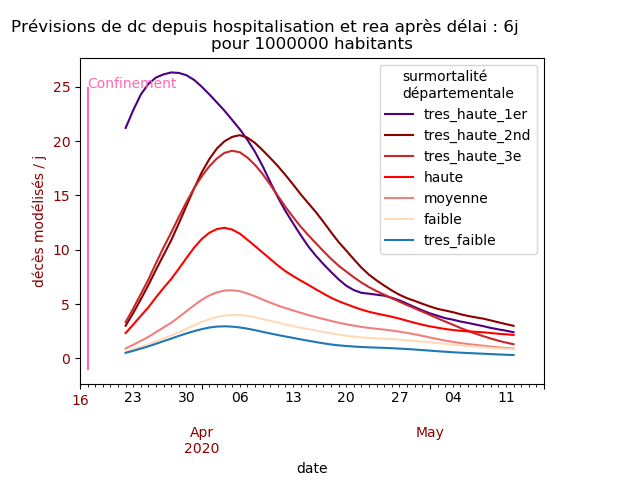 Prévisions de dc depuis hospitalisation et rea après délai : 6j
pour 1000000 habitants
Confinement
surmortalité
départementale
tres_haute_1er
tres_haute_2nd
tres_haute_3e
haute
moyenne
faible
tres_faible
décès modélisés / j
25
20
15
10
5
0
16 23 30 06 13 20 27 04 11
Apr May
2020
date